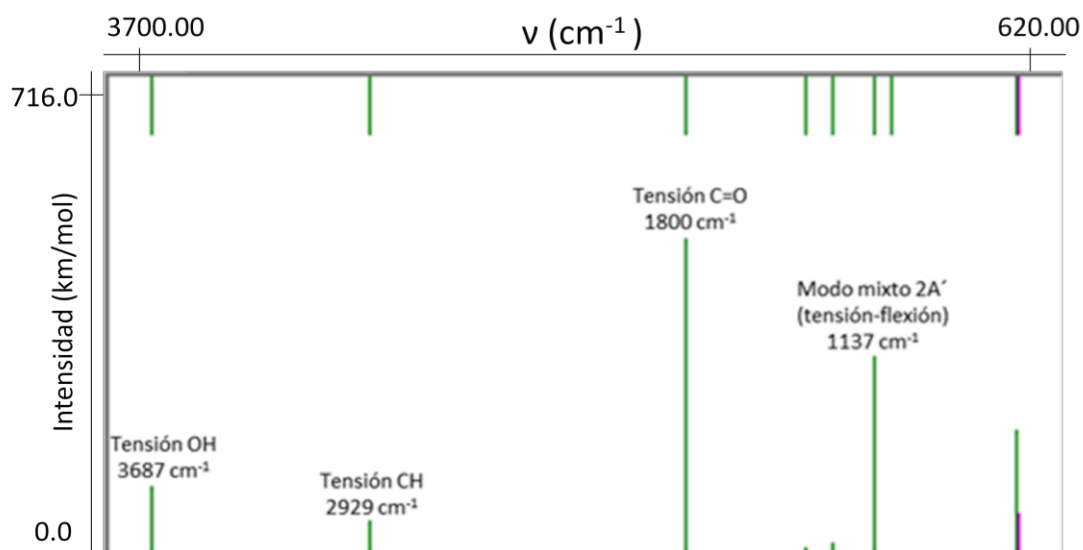 3700.00
ν (cm⁻¹ )
620.00
716.0
Intensidad (km/mol)
0.0
Tensión OH
3687 cm⁻¹
Tensión CH
2929 cm⁻¹
Tensión C=O
1800 cm⁻¹
Modo mixto 2A´
(tensión-flexión)
1137 cm⁻¹